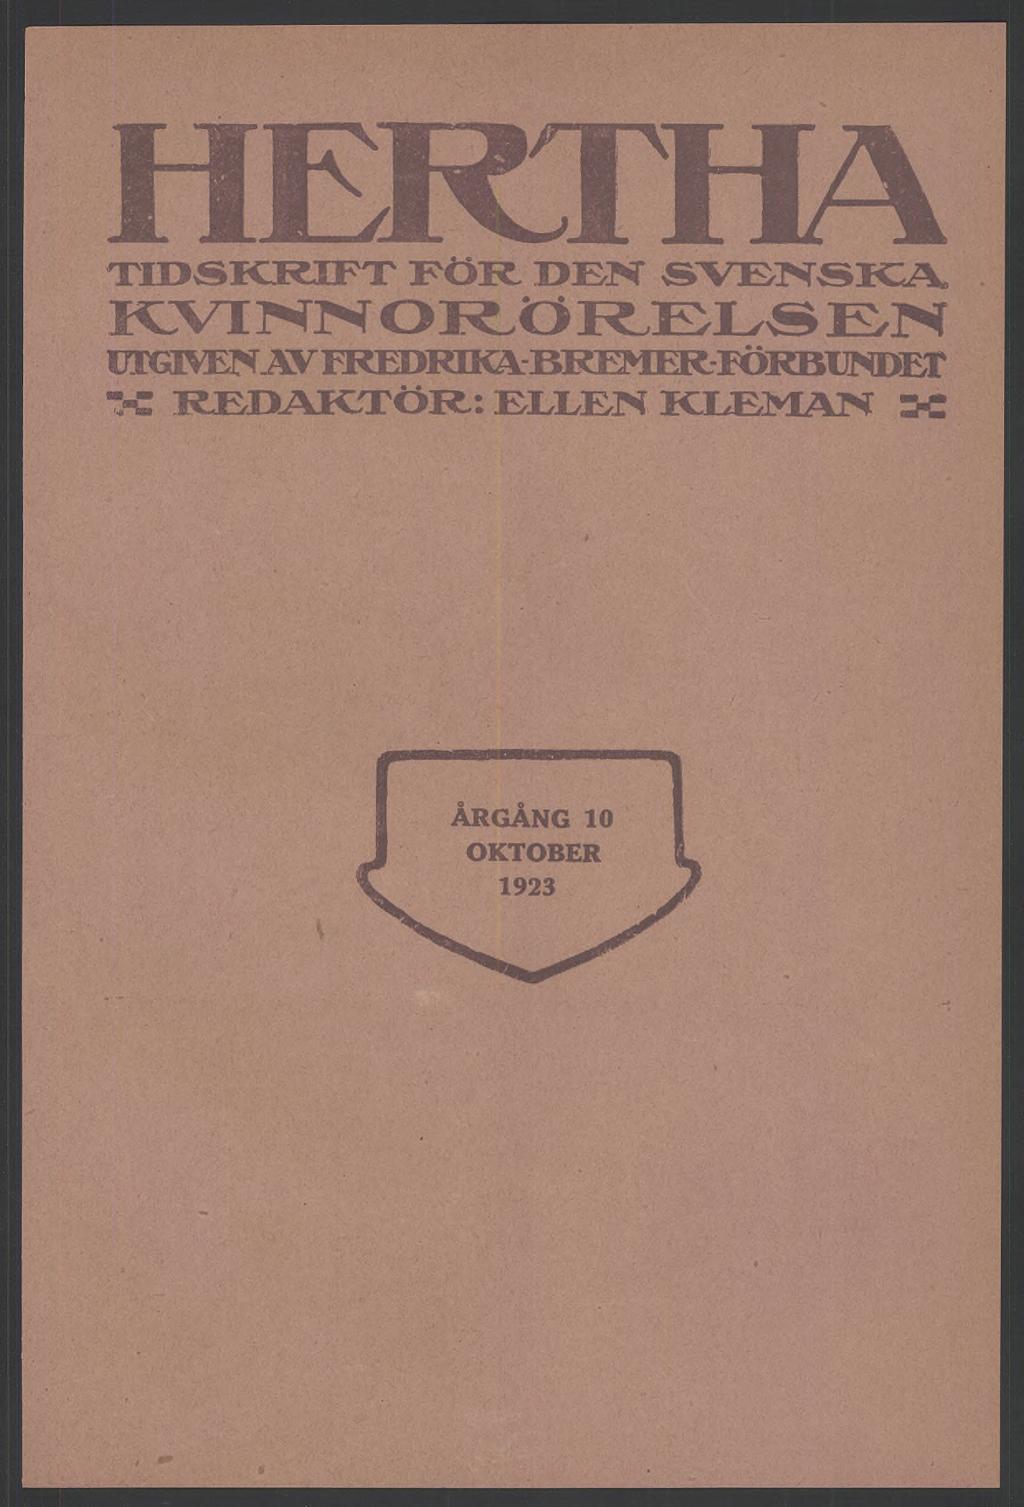 HERTHA
TIDSKRIFT FÖR DEN SVENSKA
KVINNORÖRELSEN
UTGIVEN AV FREDRIKA-BREMER-FÖRBUNDET
REDAKTÖR: ELLEN KLEMAN
ÅRGÅNG 10
OKTOBER
1923